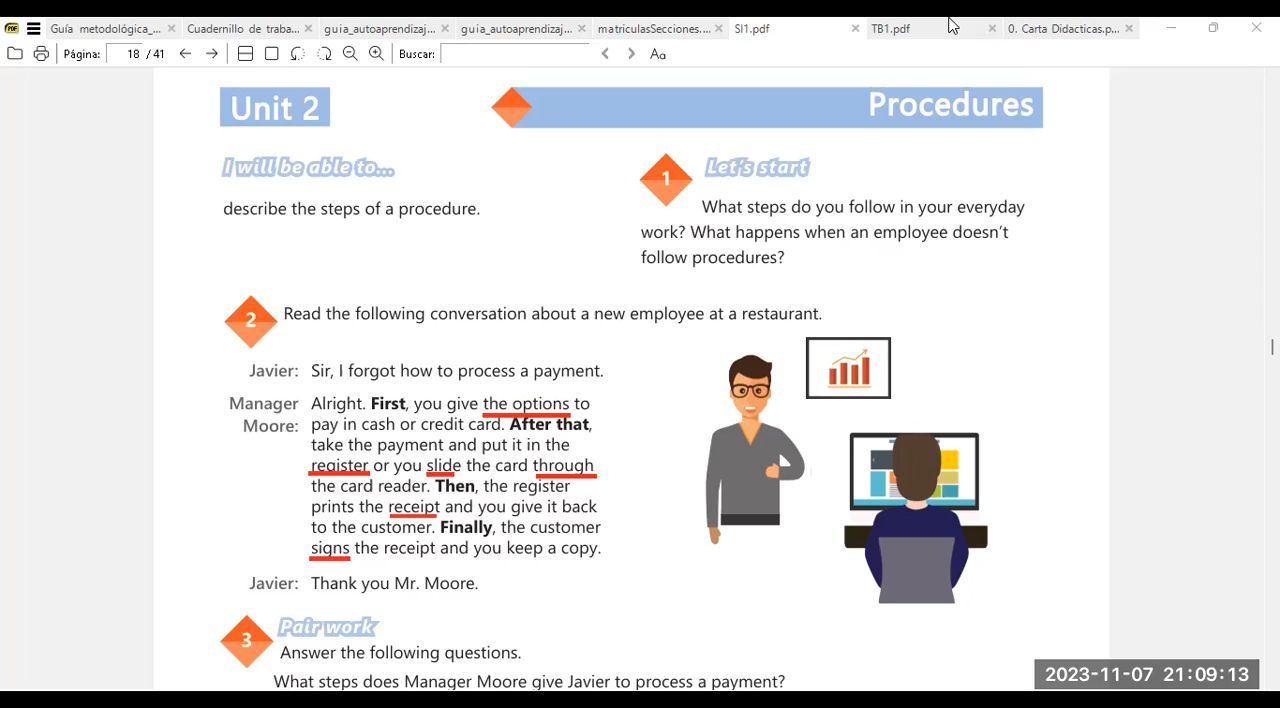 Guía metodológica_...
Cuadernillo de traba...
guia_autoaprendizaj...
guia_autoaprendizaj...
matriculasSecciones....
SI1.pdf
TB1.pdf
0. Carta Didacticas.p...
Página: 18 / 41
Buscar:
Aa
Unit 2
Procedures
I will be able to...
describe the steps of a procedure.
1
Let's start
What steps do you follow in your everyday
work? What happens when an employee doesn't
follow procedures?
2
Read the following conversation about a new employee at a restaurant.
Javier: Sir, I forgot how to process a payment.
Manager Moore: Alright. First, you give the options to
pay in cash or credit card. After that,
take the payment and put it in the
register or you slide the card through
the card reader. Then, the register
prints the receipt and you give it back
to the customer. Finally, the customer
signs the receipt and you keep a copy.
Javier: Thank you Mr. Moore.
3
Pair work
Answer the following questions.
What steps does Manager Moore give Javier to process a payment?
2023-11-07 21:09:13